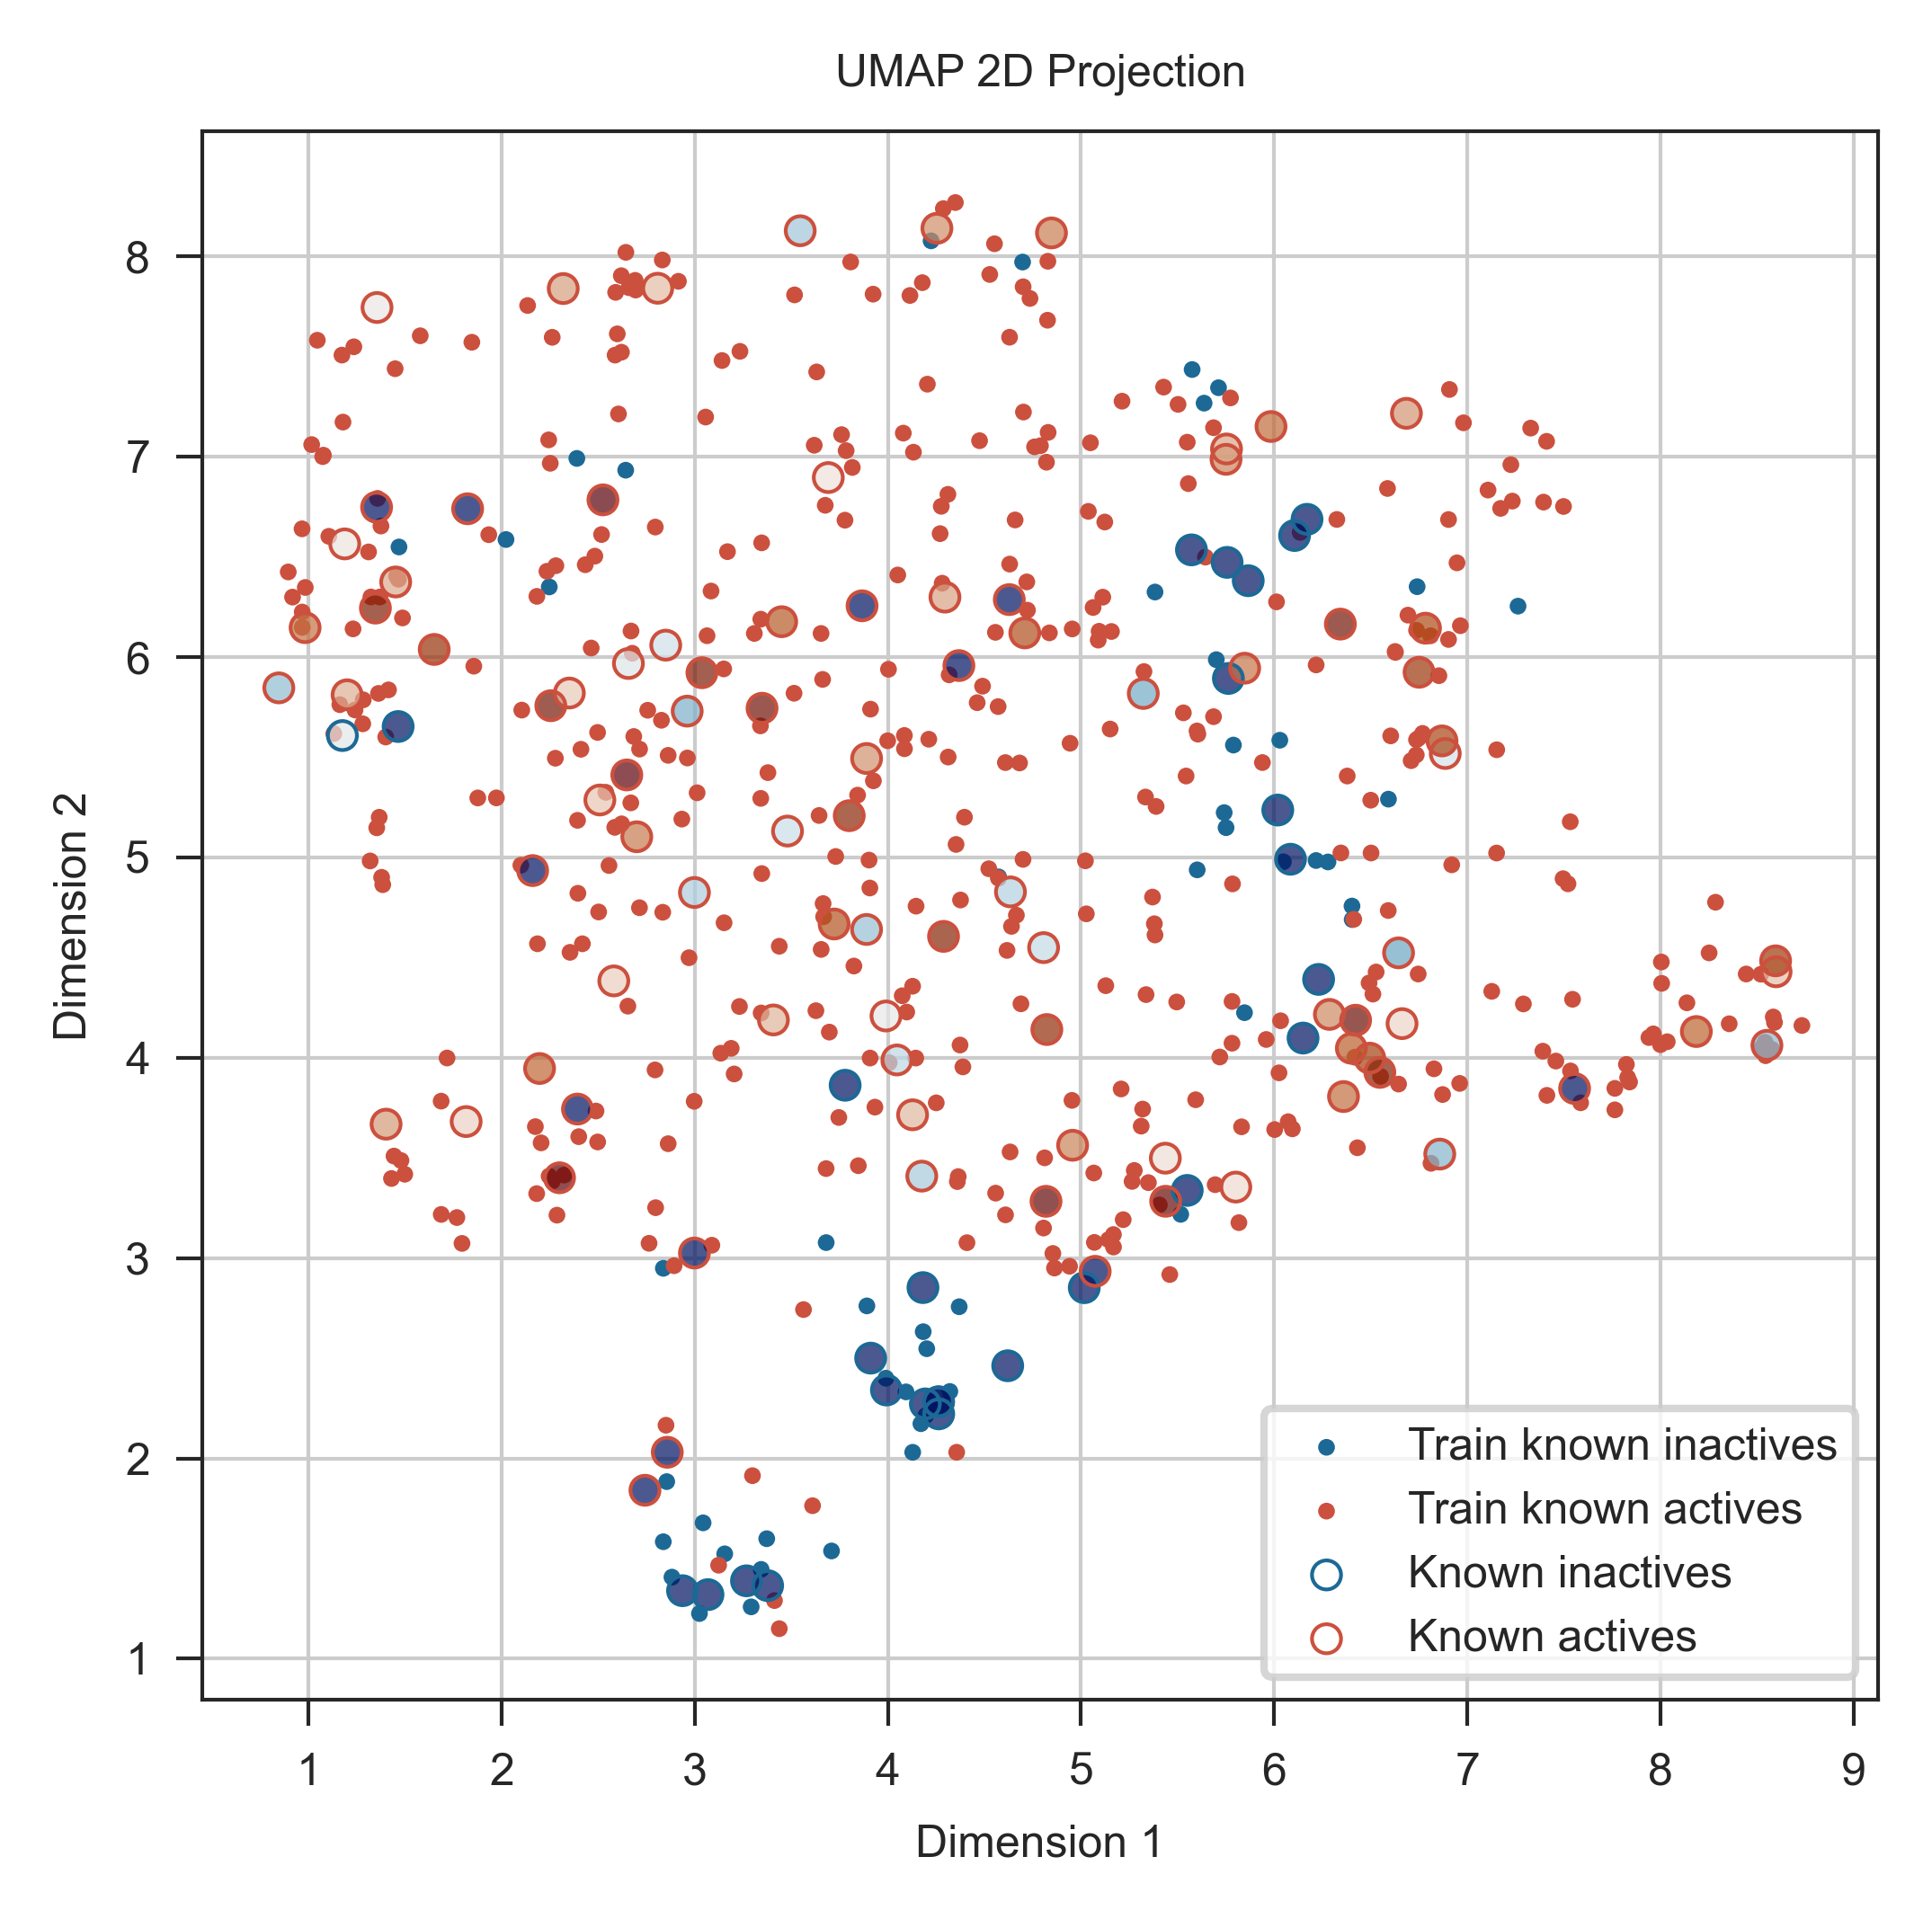 UMAP 2D Projection
Dimension 2
8
7
6
5
4
3
2
1
Train known inactives
Train known actives
Known inactives
Known actives
1 2 3 4 5 6 7 8 9
Dimension 1